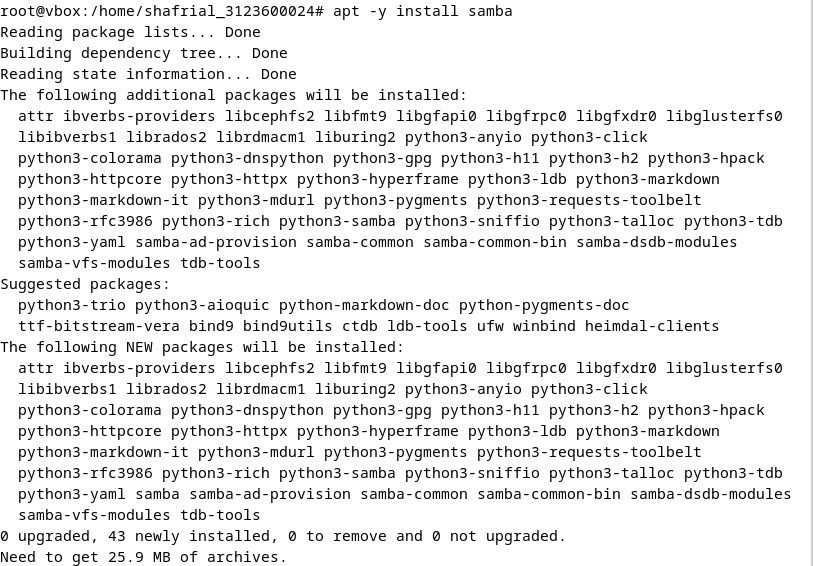 root@vbox:/home/shafrial_3123600024# apt -y install samba
Reading package lists... Done
Building dependency tree... Done
Reading state information... Done
The following additional packages will be installed:
  attr ibverbs-providers libcephfs2 libfmt9 libgfapi0 libgfrpc0 libgfxdr0 libglusterfs0
  libibverbs1 librados2 librdmacm1 liburing2 python3-anyio python3-click
  python3-colorama python3-dnspython python3-gpg python3-h11 python3-h2 python3-hpack
  python3-httpcore python3-httpx python3-hyperframe python3-ldb python3-markdown
  python3-markdown-it python3-mdurl python3-pygments python3-requests-toolbelt
  python3-rfc3986 python3-rich python3-samba python3-sniffio python3-talloc python3-tdb
  python3-yaml samba-ad-provision samba-common samba-common-bin samba-dsdb-modules
  samba-vfs-modules tdb-tools
Suggested packages:
  python3-trio python3-aioquic python-markdown-doc python-pygments-doc
  ttf-bitstream-vera bind9 bind9utils ctdb ldb-tools ufw winbind heimdal-clients
The following NEW packages will be installed:
  attr ibverbs-providers libcephfs2 libfmt9 libgfapi0 libgfrpc0 libgfxdr0 libglusterfs0
  libibverbs1 librados2 librdmacm1 liburing2 python3-anyio python3-click
  python3-colorama python3-dnspython python3-gpg python3-h11 python3-h2 python3-hpack
  python3-httpcore python3-httpx python3-hyperframe python3-ldb python3-markdown
  python3-markdown-it python3-mdurl python3-pygments python3-requests-toolbelt
  python3-rfc3986 python3-rich python3-samba python3-sniffio python3-talloc python3-tdb
  python3-yaml samba samba-ad-provision samba-common samba-common-bin samba-dsdb-modules
  samba-vfs-modules tdb-tools
0 upgraded, 43 newly installed, 0 to remove and 0 not upgraded.
Need to get 25.9 MB of archives.